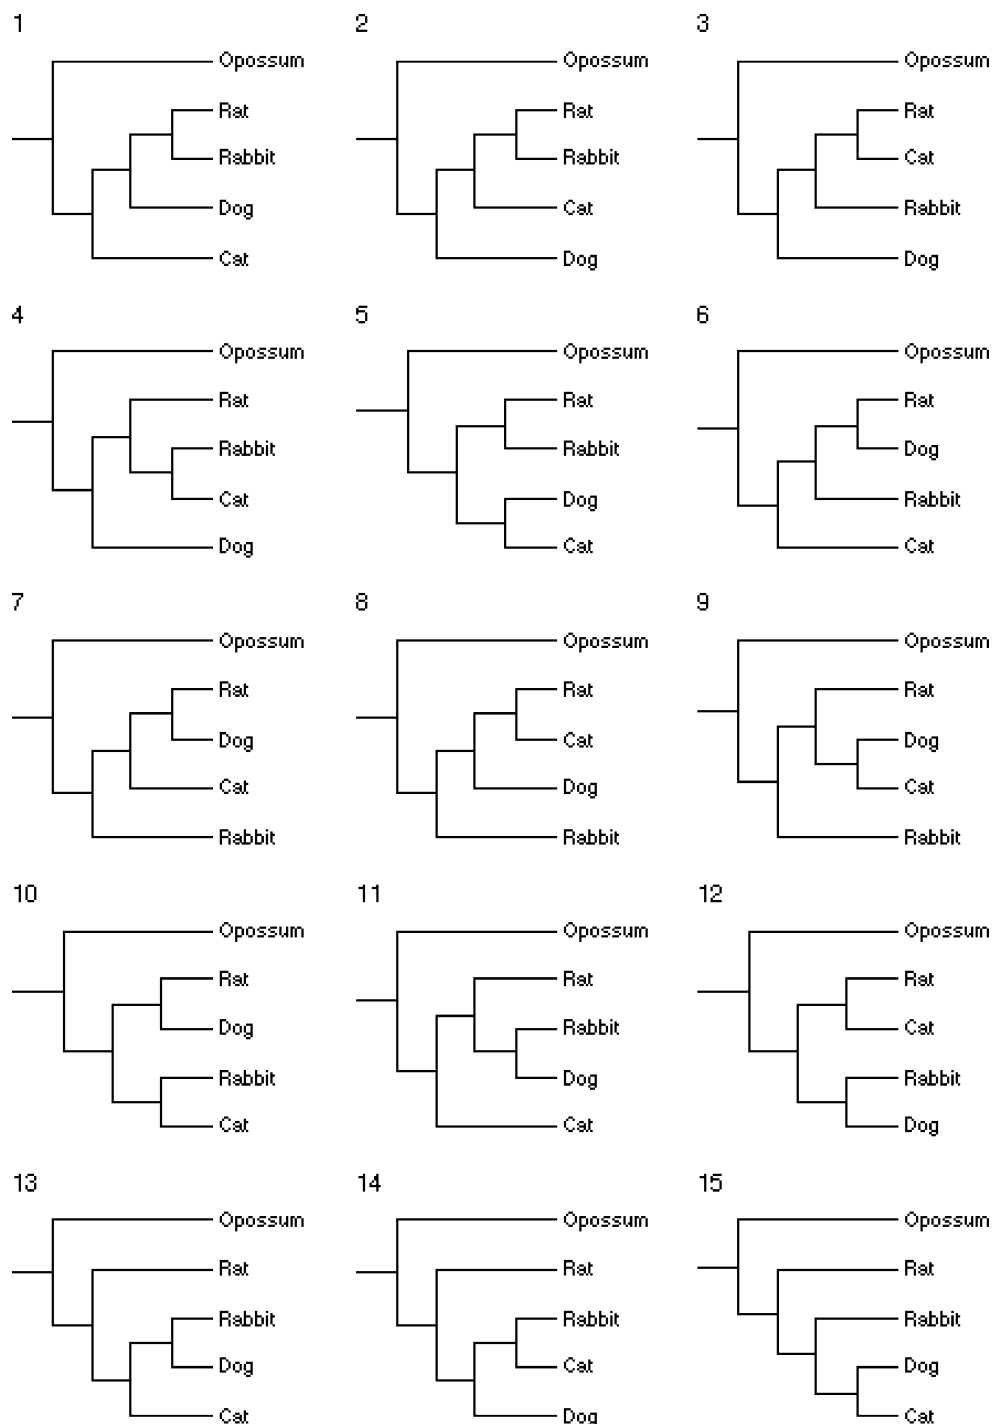 1 2 3
Opossum Opossum Opossum
Rat Rat Rat
Rabbit Rabbit Cat
Dog Cat Rabbit
Cat Dog Dog
4 5 6
Opossum Opossum Opossum
Rat Rat Rat
Rabbit Rabbit Dog
Cat Dog Rabbit
Dog Cat Cat
7 8 9
Opossum Opossum Opossum
Rat Rat Rat
Dog Cat Dog
Cat Dog Cat
Rabbit Rabbit Rabbit
10 11 12
Opossum Opossum Opossum
Rat Rat Rat
Dog Rabbit Cat
Rabbit Dog Rabbit
Cat Cat Dog
13 14 15
Opossum Opossum Opossum
Rat Rat Rat
Rabbit Rabbit Rabbit
Dog Cat Dog
Cat Dog Cat